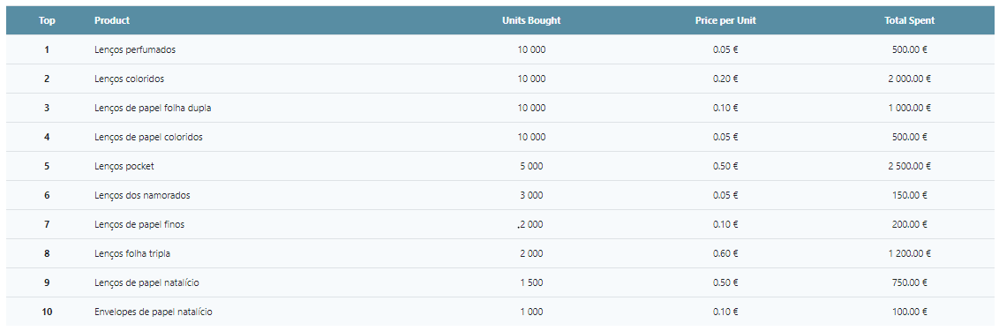 Top Product Units Bought Price per Unit Total Spent
1 Lenços perfumados 10 000 0.05 € 500.00 €
2 Lenços coloridos 10 000 0.20 € 2 000.00 €
3 Lenços de papel folha dupla 10 000 0.10 € 1 000.00 €
4 Lenços de papel coloridos 10 000 0.05 € 500.00 €
5 Lenços pocket 5 000 0.50 € 2 500.00 €
6 Lenços dos namorados 3 000 0.05 € 150.00 €
7 Lenços de papel finos .2 000 0.10 € 200.00 €
8 Lenços folha tripla 2 000 0.60 € 1 200.00 €
9 Lenços de papel natalício 1 500 0.50 € 750.00 €
10 Envelopes de papel natalício 1 000 0.10 € 100.00 €